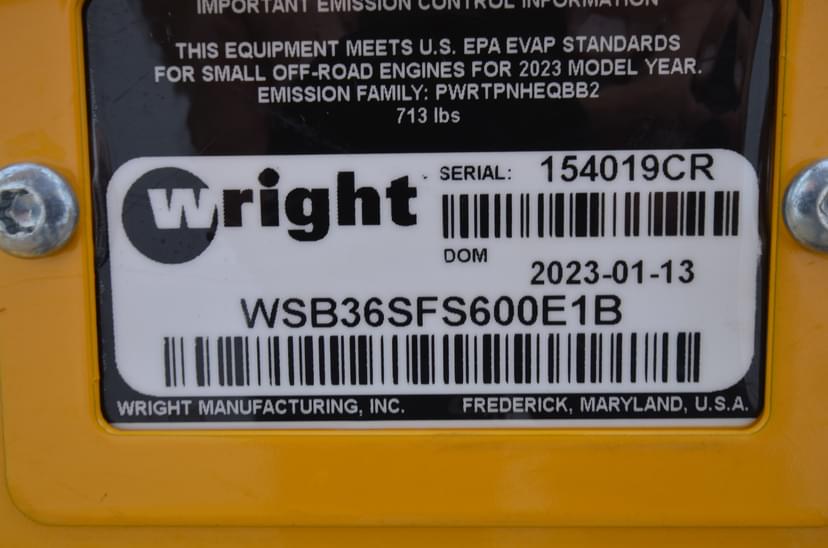 IMPORTANT EMISSION CONTROL INFORMATION
THIS EQUIPMENT MEETS U.S. EPA EVAP STANDARDS
FOR SMALL OFF-ROAD ENGINES FOR 2023 MODEL YEAR.
EMISSION FAMILY: PWRTPNHEQBB2
713 lbs
wright
SERIAL: 154019CR
DOM
2023-01-13
WSB36SFS600E1B
WRIGHT MANUFACTURING, INC. FREDERICK, MARYLAND, U.S.A.